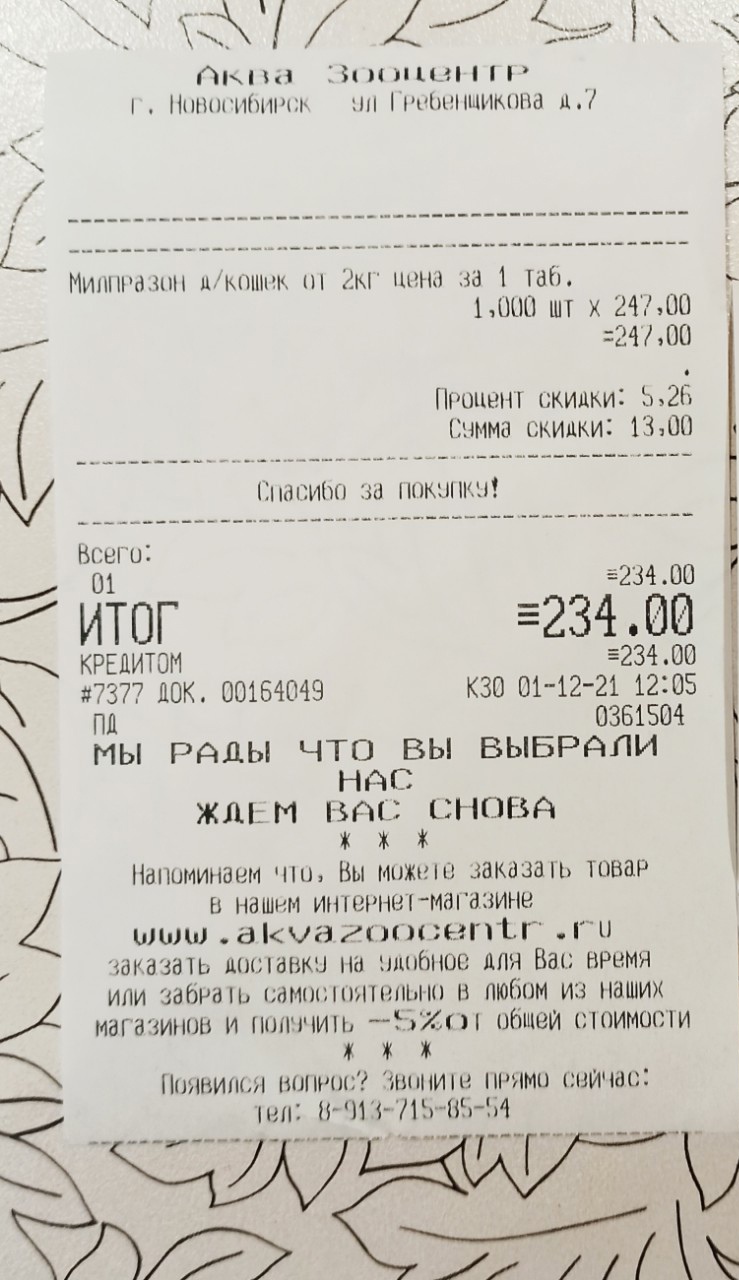 Аква Зооцентр
г. Новосибирск ул Гребенщикова д.7
Милпразон д/кошек от 2кг цена за 1 таб.
1,000 шт х 247,00
=247,00
.
Процент скидки: 5,26
Сумма скидки: 13,00
Спасибо за покупку!
Всего:
01 ≡234.00
ИТОГ ≡234.00
КРЕДИТОМ ≡234.00
#7377 ДОК. 00164049 К30 01-12-21 12:05
ПД 0361504
МЫ РАДЫ ЧТО ВЫ ВЫБРАЛИ
НАС
ЖДЕМ ВАС СНОВА
* * *
Напоминаем что, Вы можете заказать товар
в нашем интернет-магазине
www.akvazoocentr.ru
заказать доставку на удобное для Вас время
или забрать самостоятельно в любом из наших
магазинов и получить -5%от общей стоимости
* * *
Появился вопрос? Звоните прямо сейчас:
тел: 8-913-715-85-54